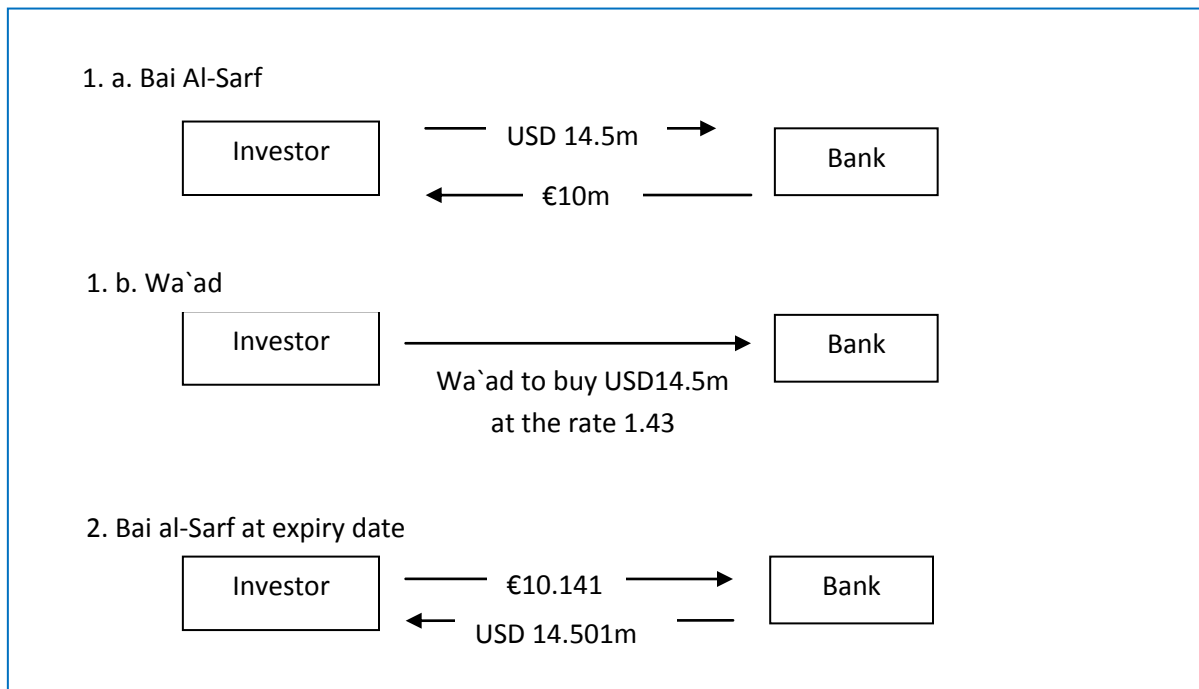 1. a. Bai Al-Sarf
Investor
USD 14.5m
Bank
€10m
1. b. Wa`ad
Investor
Bank
Wa`ad to buy USD14.5m
at the rate 1.43
2. Bai al-Sarf at expiry date
Investor
€10.141
Bank
USD 14.501m